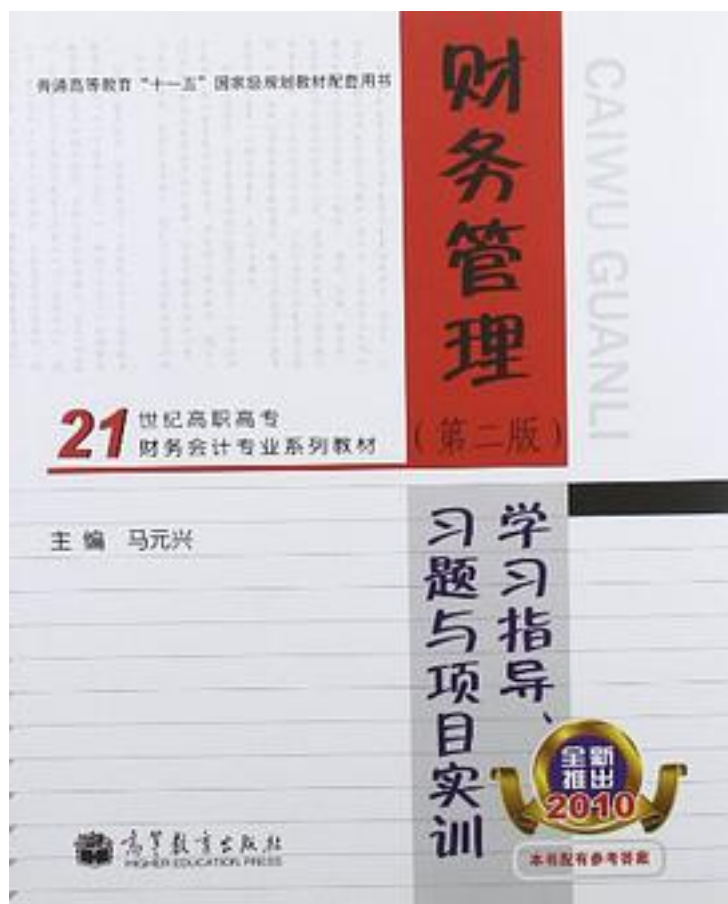 普通高等教育“十一五”国家级规划教材配套用书
财务管理
(第二版)
CAIWU GUANLI
21 世纪高职高专
财务会计专业系列教材
主编 马元兴
学习指导、
习题与项目实训
全新
推出
2010
本书配有参考答案
高等教育出版社
HIGHER EDUCATION PRESS